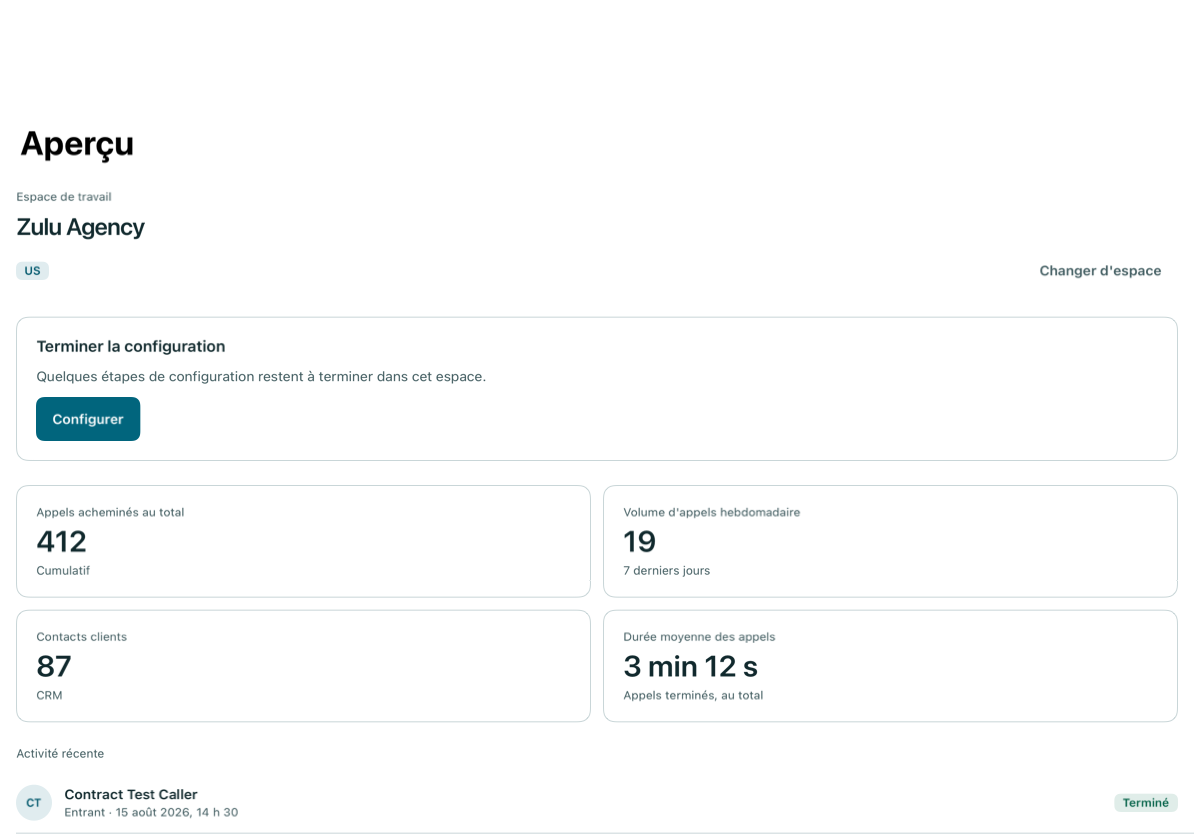 Aperçu
Espace de travail
Zulu Agency
US
Changer d'espace
Terminer la configuration
Quelques étapes de configuration restent à terminer dans cet espace.
Configurer
Appels acheminés au total
412
Cumulatif
Volume d'appels hebdomadaire
19
7 derniers jours
Contacts clients
87
CRM
Durée moyenne des appels
3 min 12 s
Appels terminés, au total
Activité récente
CT
Contract Test Caller
Entrant · 15 août 2026, 14 h 30
Terminé